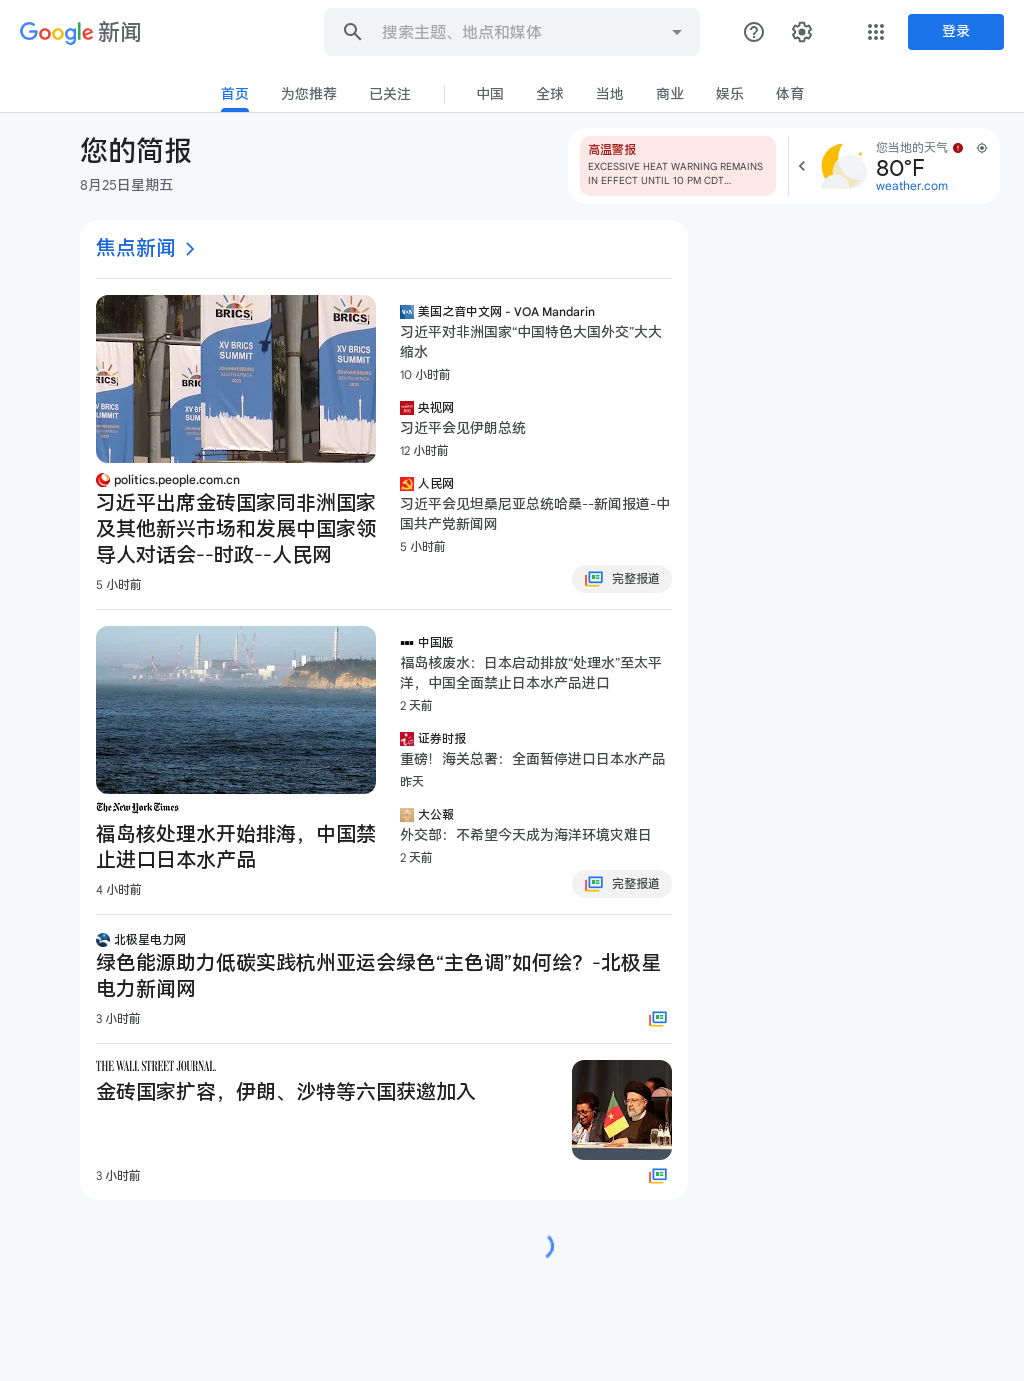 Google 新闻
搜索主题、地点和媒体
登录
首页
为您推荐
已关注
中国
全球
当地
商业
娱乐
体育
您的简报
8月25日星期五
高温警报
EXCESSIVE HEAT WARNING REMAINS
IN EFFECT UNTIL 10 PM CDT...
您当地的天气
80°F
weather.com
焦点新闻
BRICS
XV BRICS
SUMMIT
JOHANNESBURG
SOUTH AFRICA
2023
BRICS
XV BRICS
SUMMIT
BRICS
XV BRICS
SUMMIT
XV BRICS
SUMMIT
politics.people.com.cn
习近平出席金砖国家同非洲国家
及其他新兴市场和发展中国家领
导人对话会--时政--人民网
5 小时前
美国之音中文网 - VOA Mandarin
习近平对非洲国家“中国特色大国外交”大大
缩水
10 小时前
央视网
习近平会见伊朗总统
12 小时前
人民网
习近平会见坦桑尼亚总统哈桑--新闻报道-中
国共产党新闻网
5 小时前
完整报道
The New York Times
福岛核处理水开始排海，中国禁
止进口日本水产品
4 小时前
中国版
福岛核废水：日本启动排放“处理水”至太平
洋，中国全面禁止日本水产品进口
2 天前
证券时报
重磅！海关总署：全面暂停进口日本水产品
昨天
大公報
外交部：不希望今天成为海洋环境灾难日
2 天前
完整报道
北极星电力网
绿色能源助力低碳实践杭州亚运会绿色“主色调”如何绘？-北极星
电力新闻网
3 小时前
THE WALL STREET JOURNAL.
金砖国家扩容，伊朗、沙特等六国获邀加入
3 小时前